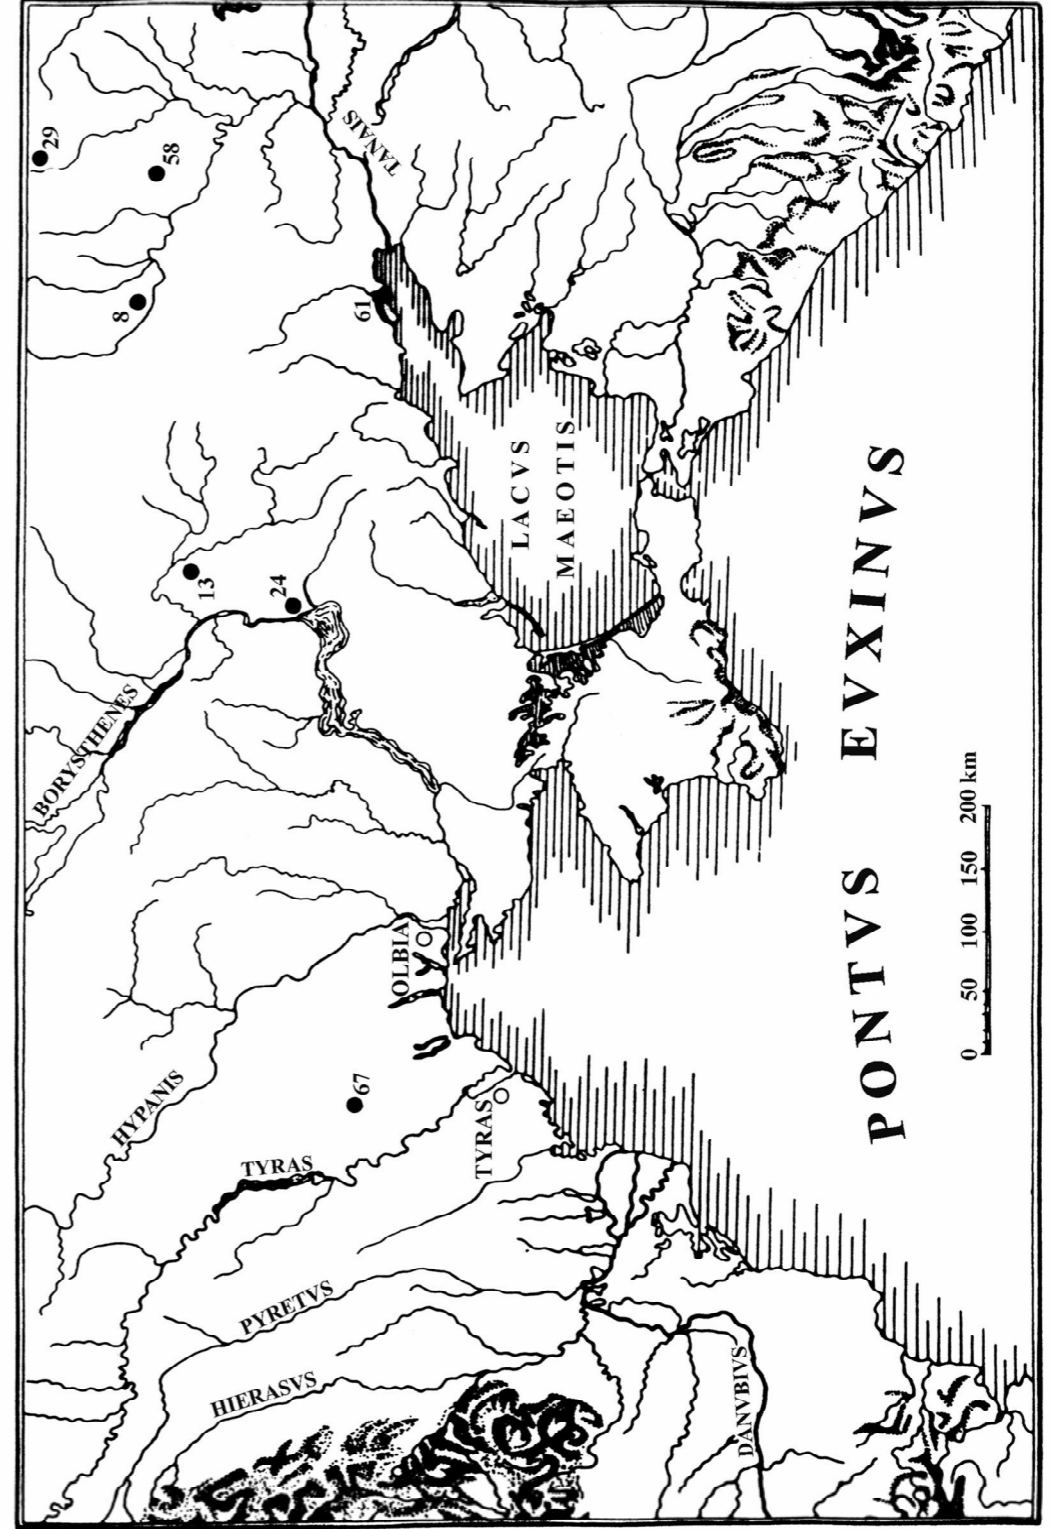 29
58
8
TANAIS
61
13
24
BORYSTHENES
LACVS
MAEOTIS
OLBIA
HYPANIS
67
TYRAS
TYRAS
PYRETVS
HIERASVS
DANVBIVS
PONTVS EVXINVS
0 50 100 150 200 km